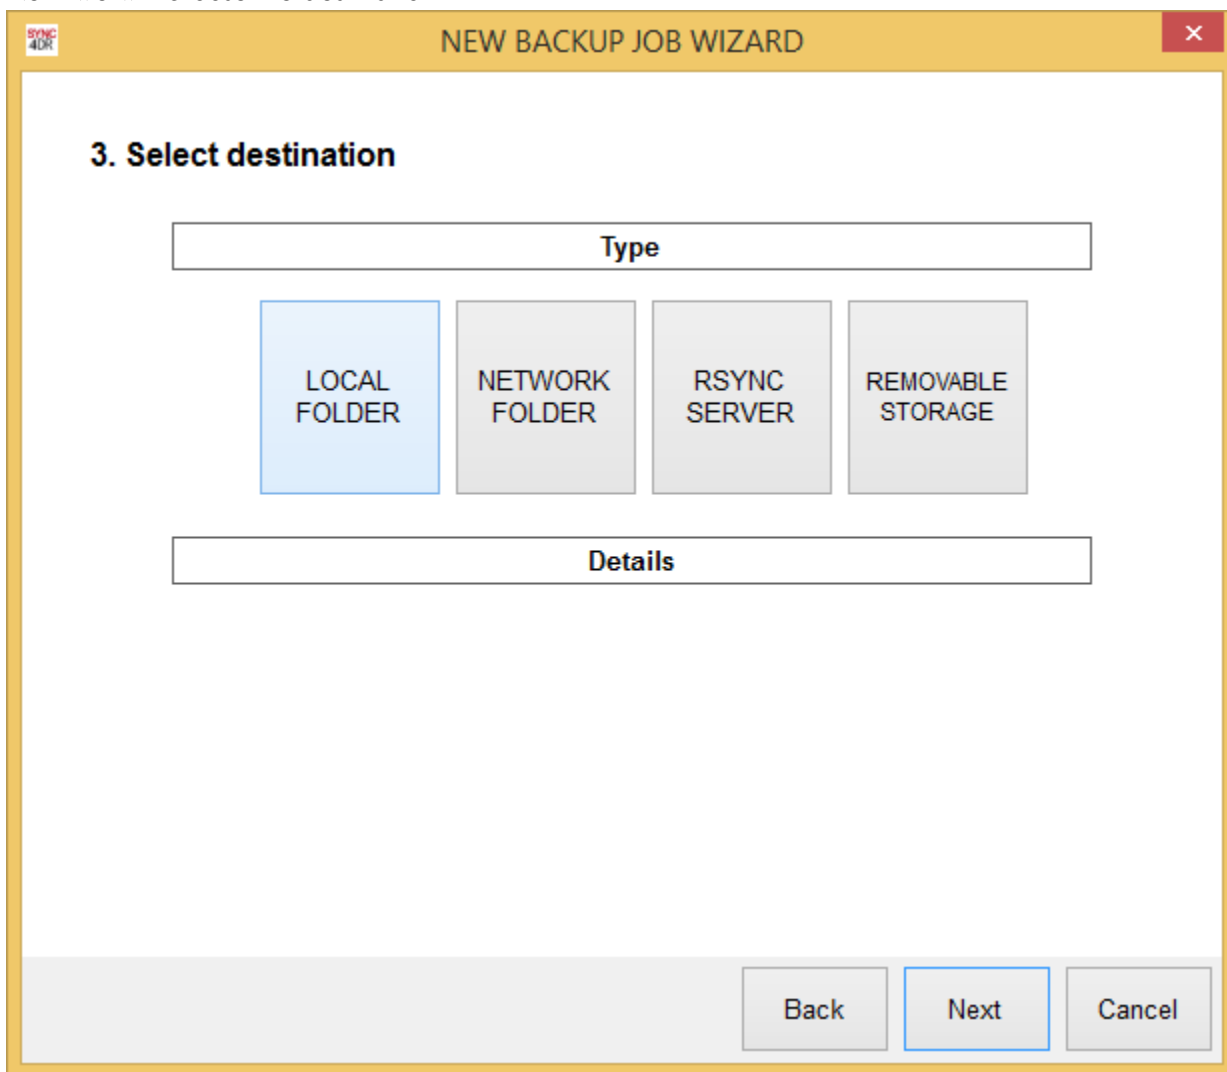 SYNC
4DR
NEW BACKUP JOB WIZARD
3. Select destination
Type
LOCAL
FOLDER
NETWORK
FOLDER
RSYNC
SERVER
REMOVABLE
STORAGE
Details
Back
Next
Cancel